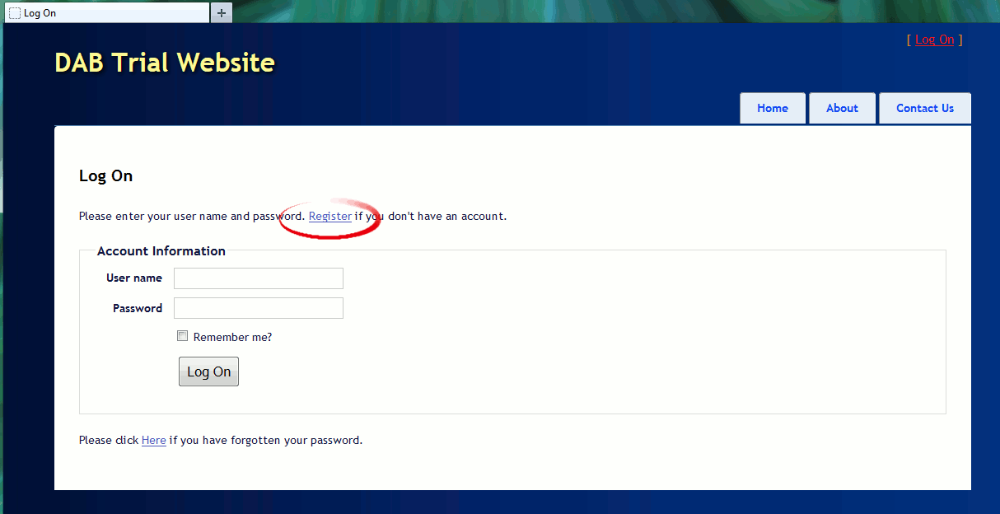 Log On
[ Log On ]
DAB Trial Website
Home About Contact Us
Log On
Please enter your user name and password. Register if you don't have an account.
Account Information
User name
Password
Remember me?
Log On
Please click Here if you have forgotten your password.